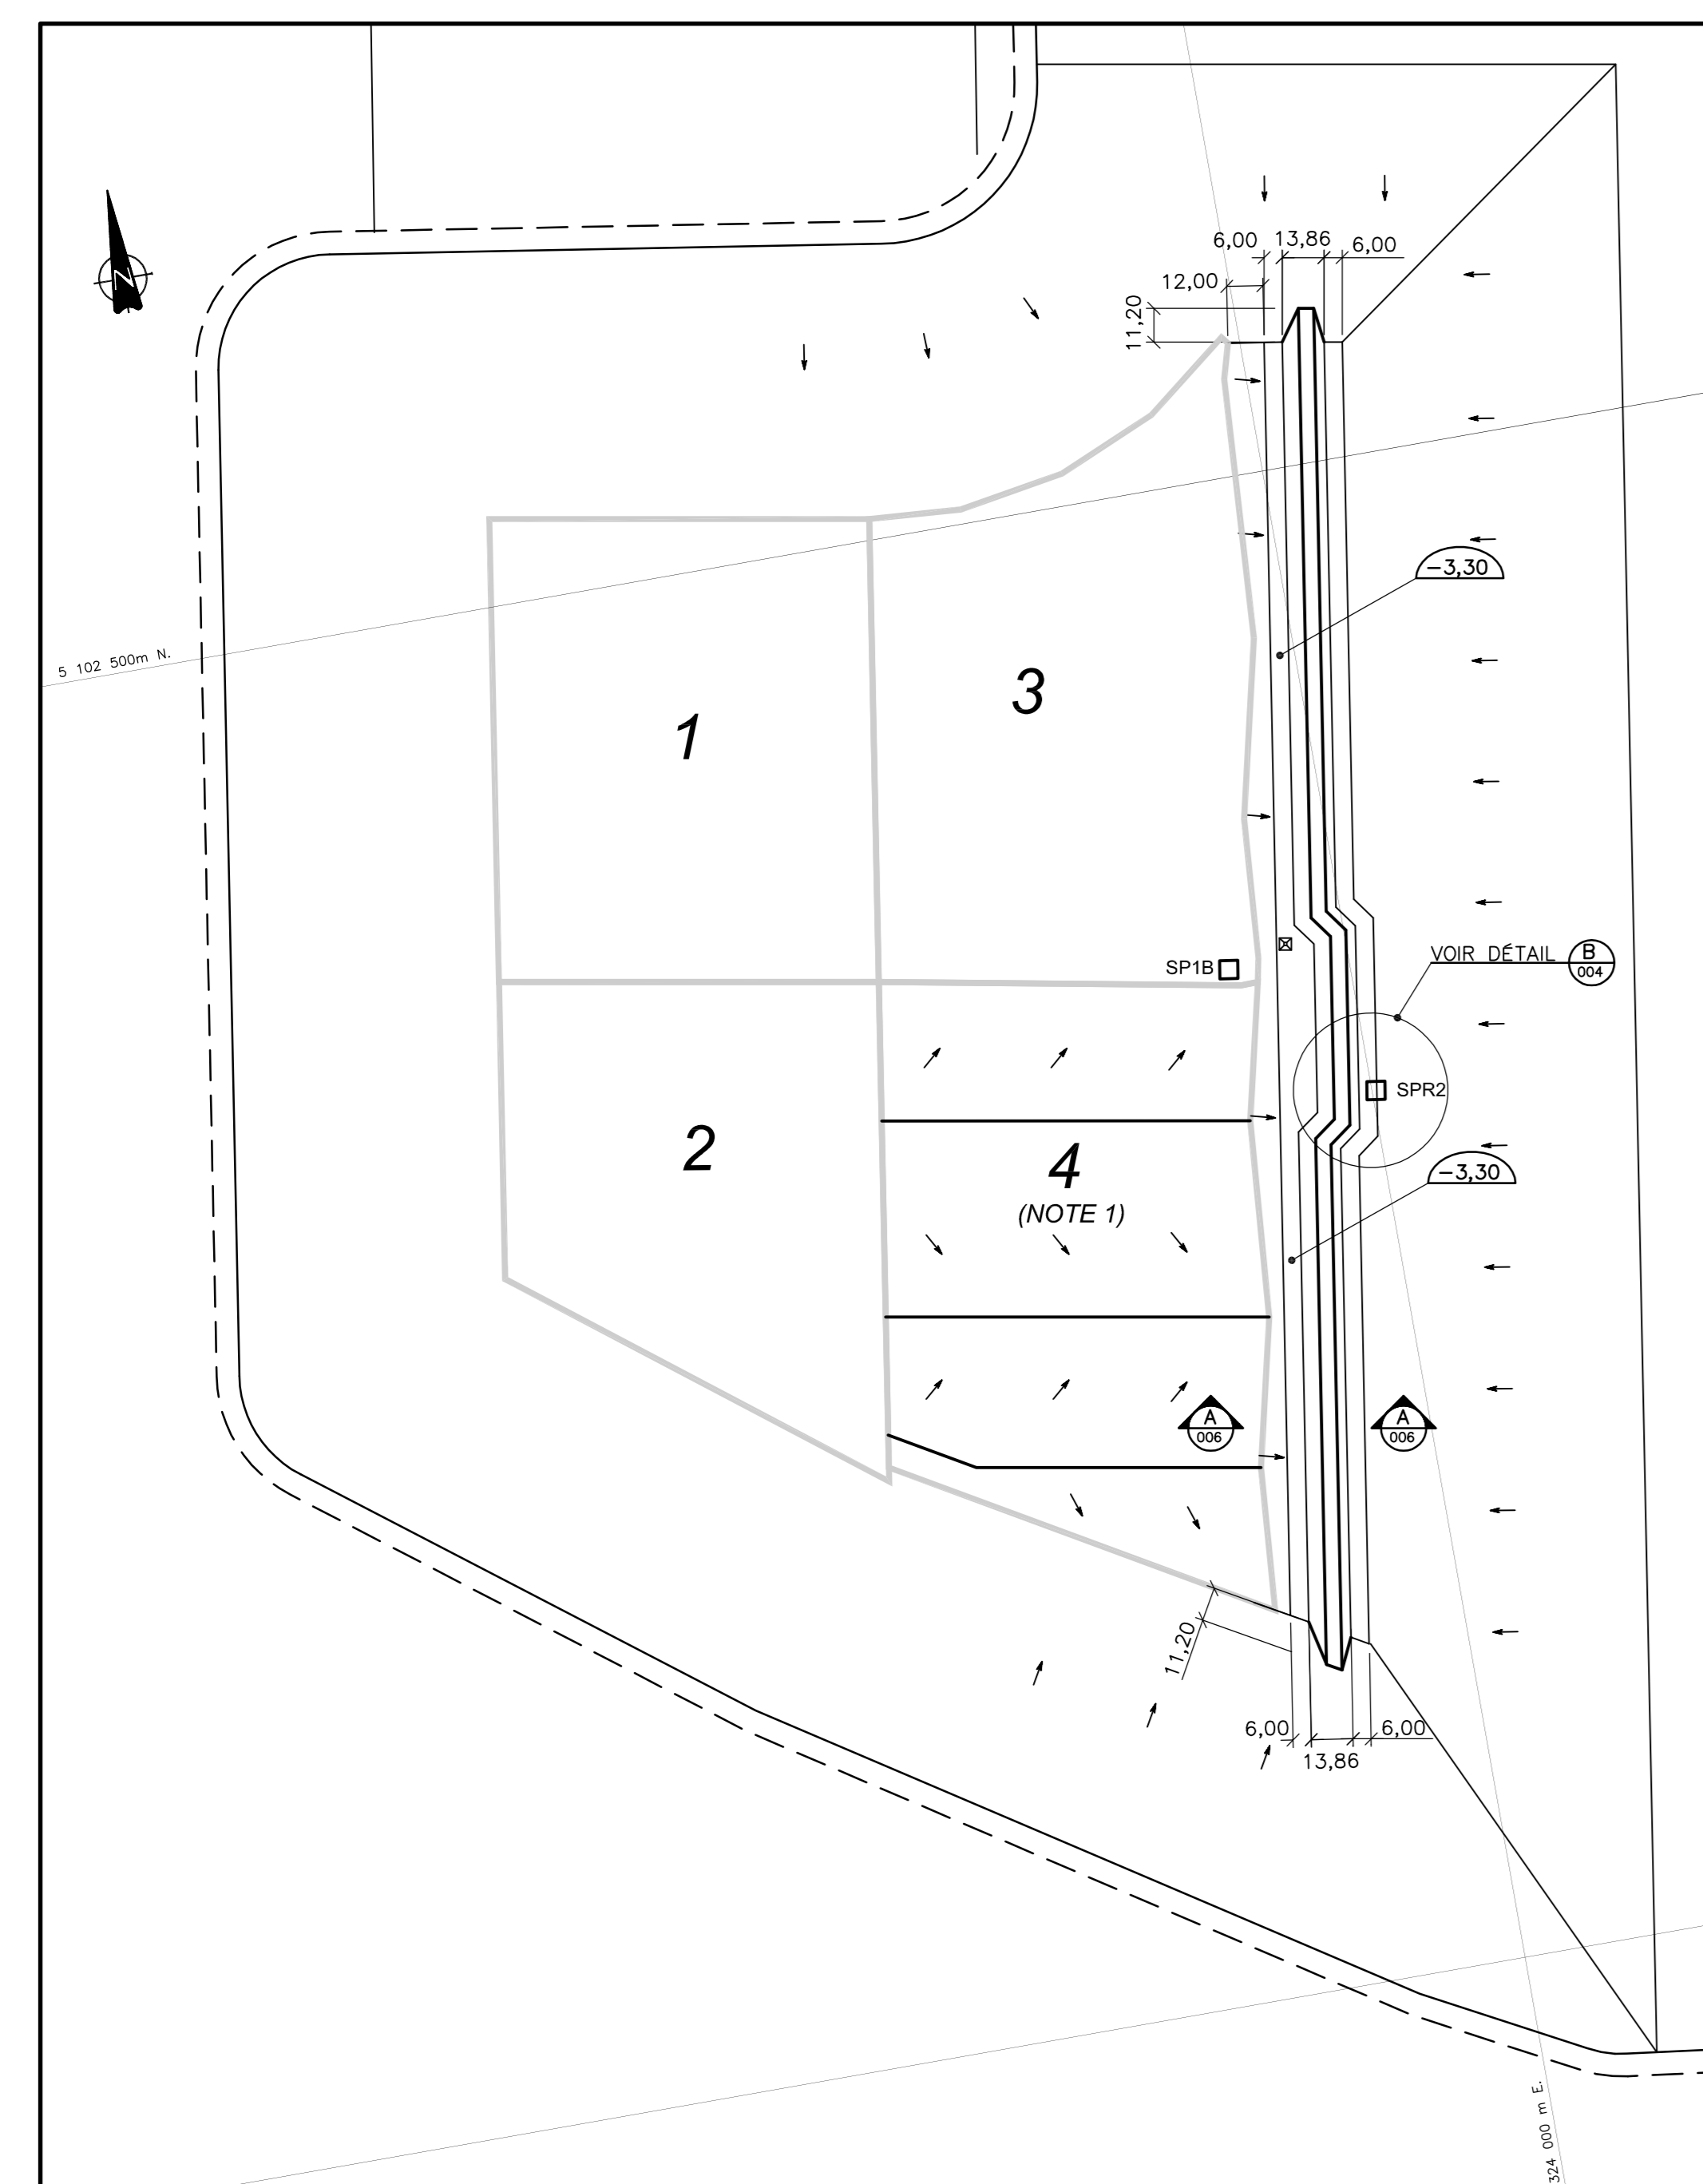 6,00 13,86 6,00
12,00
11,20
N
-3,30
5 102 500m N.
3
1
SP1B
VOIR DÉTAIL B
004
SPR2
2
4
-3,30
(NOTE 1)
A
006
A
006
11,20
6,00 6,00
13,86
324 000 m E.